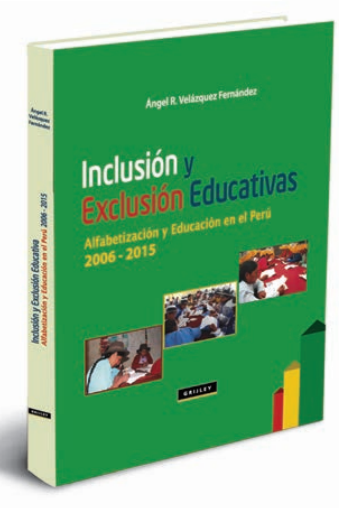 Ángel R. Velázquez Fernández
Inclusión y
Exclusión Educativas
Alfabetización y Educación en el Perú
2006 - 2015
GRIJLEY
Ángel R.
Velázquez
Fernández
Inclusión y Exclusión Educativa
Alfabetización y Educación en el Perú 2006 - 2015
GRIJLEY